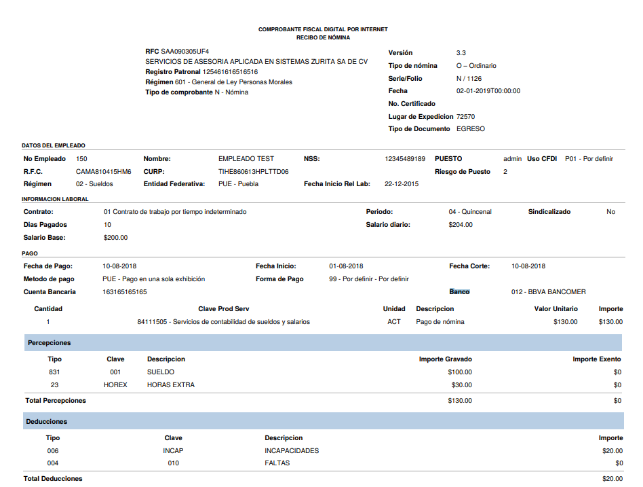 COMPROBANTE FISCAL DIGITAL POR INTERNET
RECIBO DE NÓMINA
RFC SAA090305UF4
SERVICIOS DE ASESORIA APLICADA EN SISTEMAS ZURITA SA DE CV
Registro Patronal 125461616516516
Régimen 601 - General de Ley Personas Morales
Tipo de comprobante N - Nómina
Versión 3.3
Tipo de nómina O – Ordinario
Serie/Folio N / 1126
Fecha 02-01-2019T00:00:00
No. Certificado
Lugar de Expedicion 72570
Tipo de Documento EGRESO
DATOS DEL EMPLEADO
No Empleado 150 Nombre: EMPLEADO TEST NSS: 12345489189 PUESTO admin Uso CFDI P01 - Por definir
R.F.C. CAMA810415HM6 CURP: TIHE860613HPLTTD06 Riesgo de Puesto 2
Régimen 02 - Sueldos Entidad Federativa: PUE - Puebla Fecha Inicio Rel Lab: 22-12-2015
INFORMACION LABORAL
Contrato: 01 Contrato de trabajo por tiempo indeterminado Periodo: 04 - Quincenal Sindicalizado No
Dias Pagados 10 Salario diario: $204.00
Salario Base: $200.00
PAGO
Fecha de Pago: 10-08-2018 Fecha Inicio: 01-08-2018 Fecha Corte: 10-08-2018
Metodo de pago PUE - Pago en una sola exhibición Forma de Pago 99 - Por definir - Por definir
Cuenta Bancaria 163165165165 Banco 012 - BBVA BANCOMER
Cantidad Clave Prod Serv Unidad Descripcion Valor Unitario Importe
1 84111505 - Servicios de contabilidad de sueldos y salarios ACT Pago de nómina $130.00 $130.00
Percepciones
Tipo Clave Descripcion Importe Gravado Importe Exento
831 001 SUELDO $100.00 $0
23 HOREX HORAS EXTRA $30.00 $0
Total Percepciones $130.00 $0
Deducciones
Tipo Clave Descripcion Importe
006 INCAP INCAPACIDADES $20.00
004 010 FALTAS $0
Total Deducciones $20.00